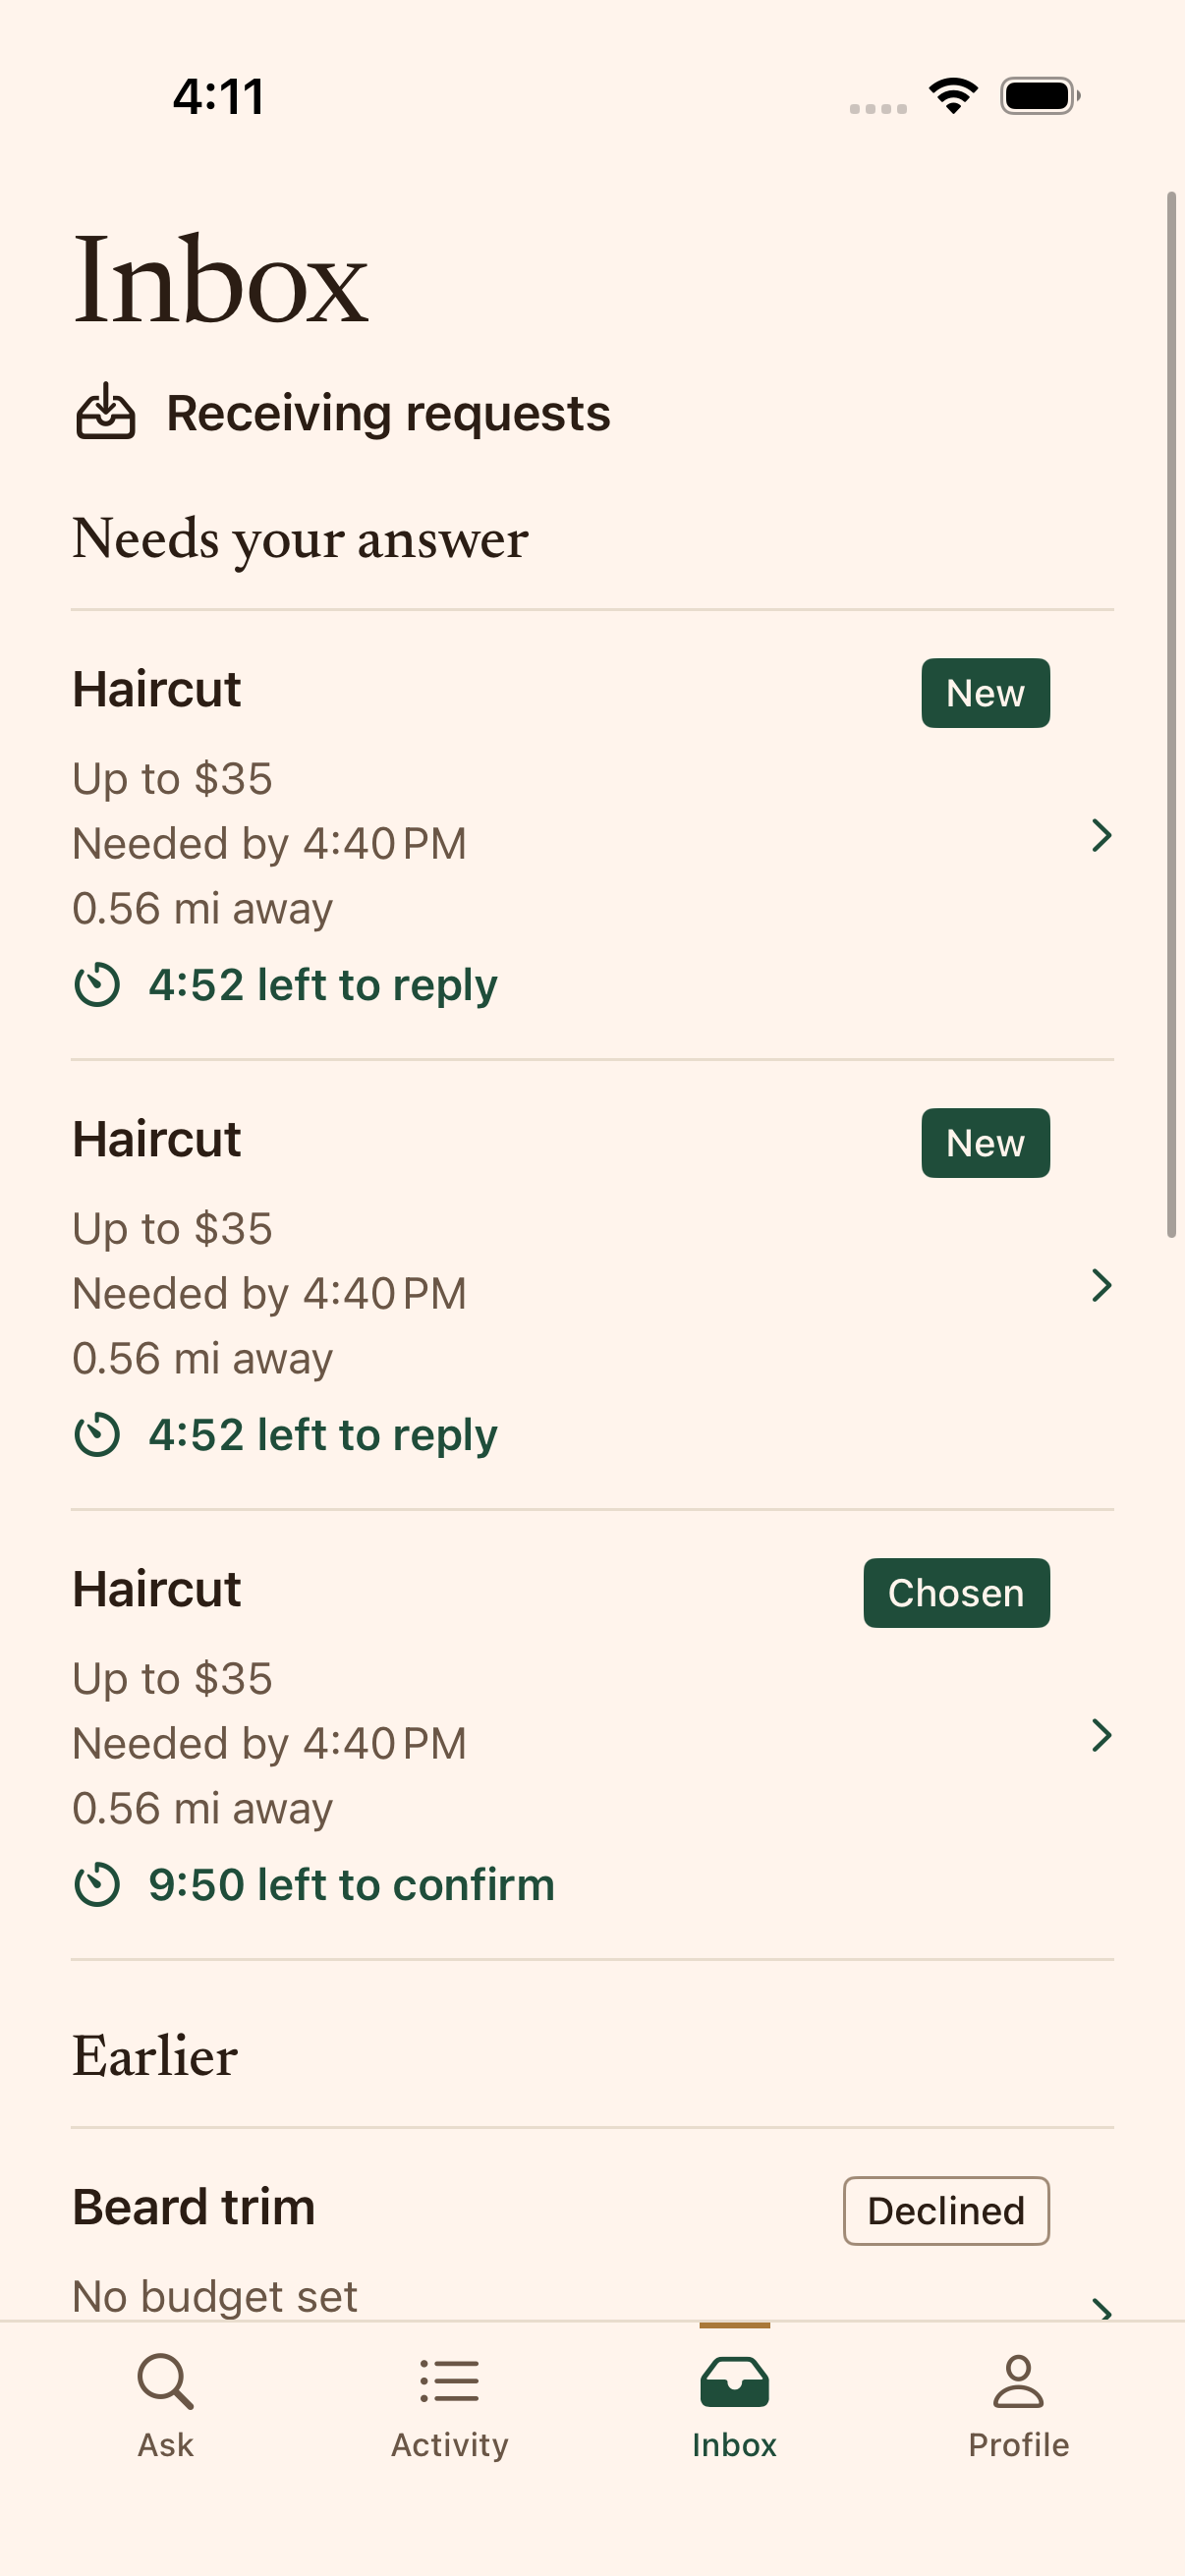 4:11
Inbox
Receiving requests
Needs your answer
Haircut
New
Up to $35
Needed by 4:40 PM
0.56 mi away
4:52 left to reply
Haircut
New
Up to $35
Needed by 4:40 PM
0.56 mi away
4:52 left to reply
Haircut
Chosen
Up to $35
Needed by 4:40 PM
0.56 mi away
9:50 left to confirm
Earlier
Beard trim
Declined
No budget set
Ask
Activity
Inbox
Profile